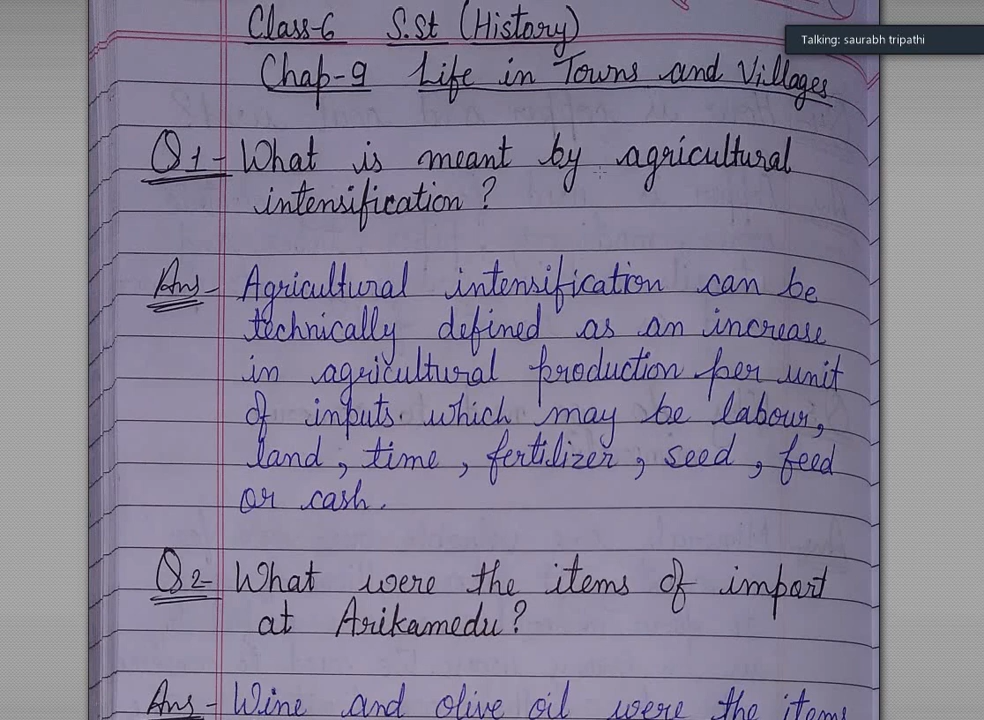 Class-6 S.St (History)
Talking: saurabh tripathi
Chap-9 Life in Towns and Villages
Q1- What is meant by agricultural
intensification ?
Ans- Agricultural intensification can be
technically defined as an increase
in agricultural production per unit
of inputs which may be labour,
land, time, fertilizer, seed, feed
or cash.
Q2- What were the items of import
at Arikamedu?
Ans- Wine and olive oil were the items